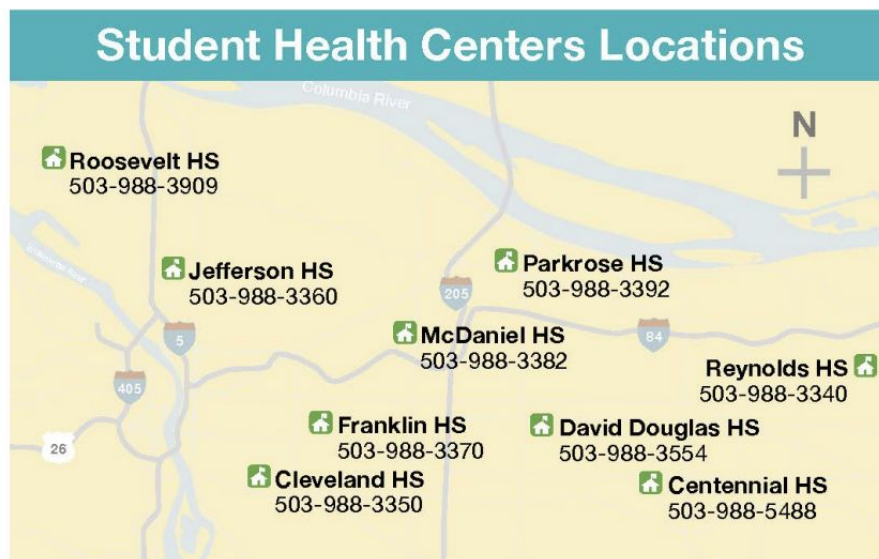 Student Health Centers Locations
Columbia River
N
Roosevelt HS
503-988-3909
Willamette River
Jefferson HS
503-988-3360
Parkrose HS
503-988-3392
205
McDaniel HS
503-988-3382
5
84
405
Reynolds HS
503-988-3340
Franklin HS
503-988-3370
David Douglas HS
503-988-3554
26
Cleveland HS
503-988-3350
Centennial HS
503-988-5488